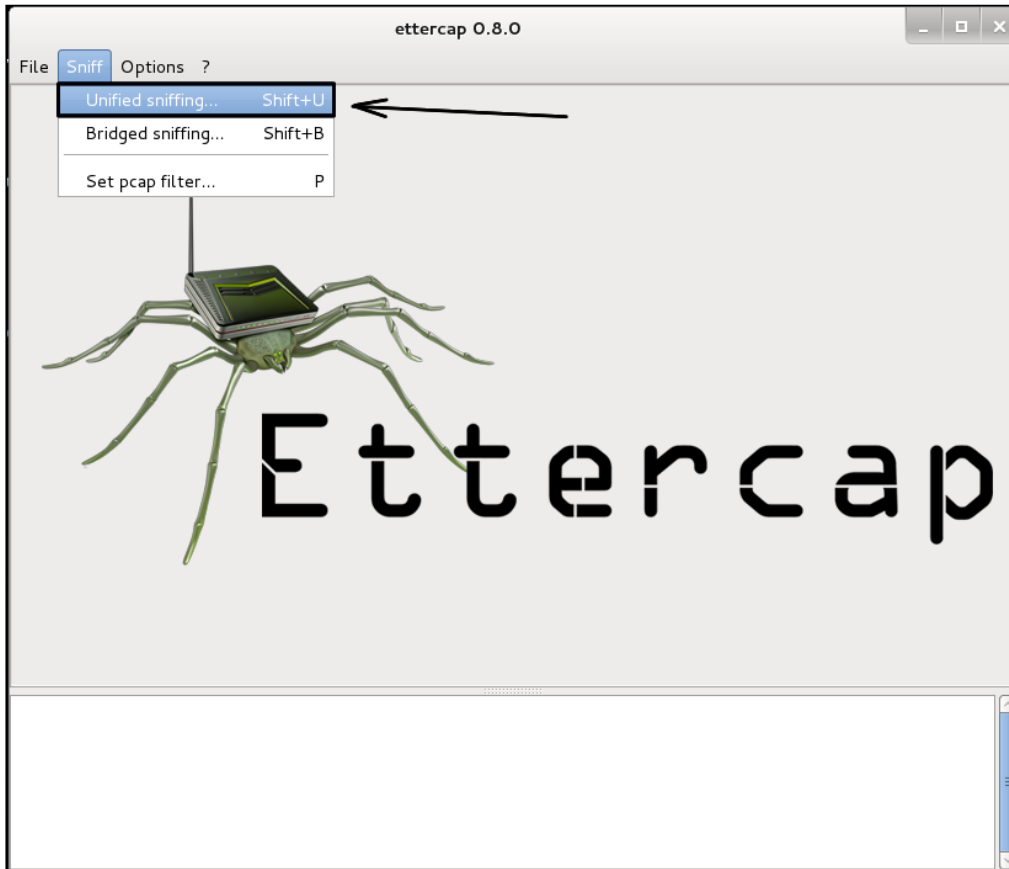 ettercap 0.8.0
File Sniff Options ?
Unified sniffing... Shift+U
Bridged sniffing... Shift+B
Set pcap filter... P
Ettercap